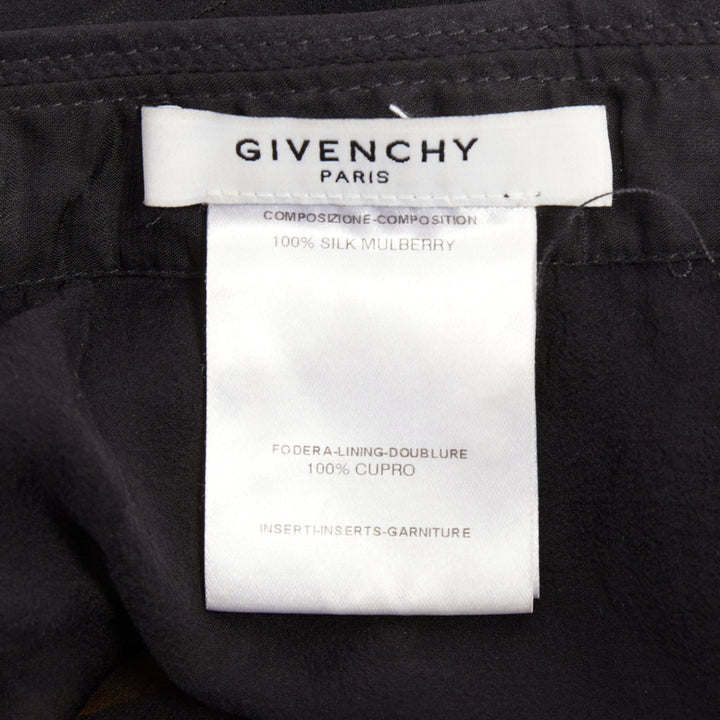 GIVENCHY
PARIS
COMPOSIZIONE-COMPOSITION
100% SILK MULBERRY
FODERA-LINING-DOUBLURE
100% CUPRO
INSERTI-INSERTS-GARNITURE